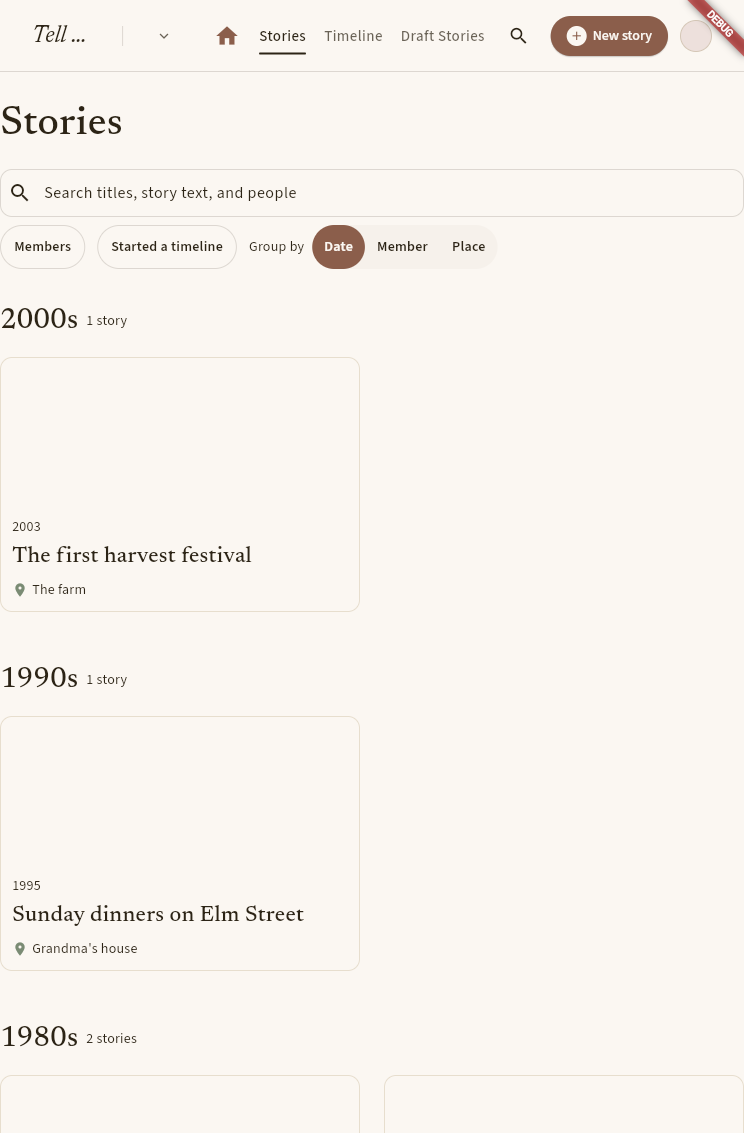 Tell ...
Stories
Timeline
Draft Stories
New story
DEBUG
Stories
Search titles, story text, and people
Members
Started a timeline
Group by
Date
Member
Place
2000s 1 story
2003
The first harvest festival
The farm
1990s 1 story
1995
Sunday dinners on Elm Street
Grandma's house
1980s 2 stories